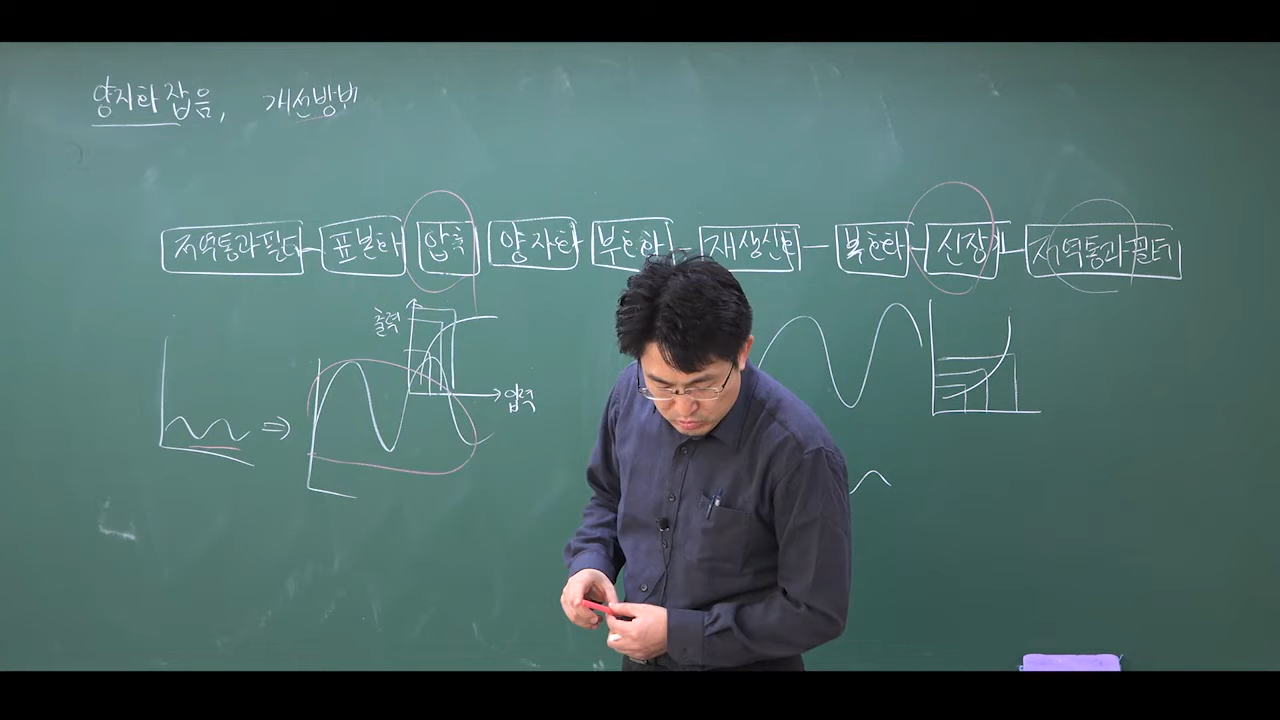 양자화 잡음, 개선방법
저역통과필터 표본화 압축 양자화 부호화 재생신터 복호화 신장기 저역통과필터
출력
입력